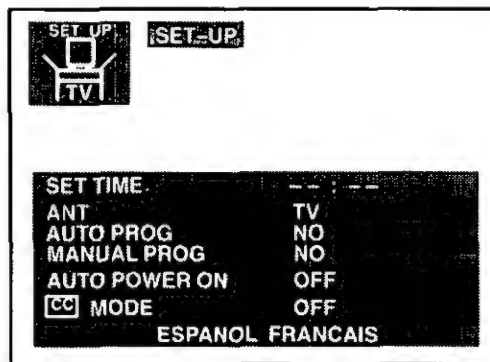 SET UP
TV
SET-UP
SET TIME -- : --
ANT TV
AUTO PROG NO
MANUAL PROG NO
AUTO POWER ON OFF
CC MODE OFF
ESPANOL FRANCAIS